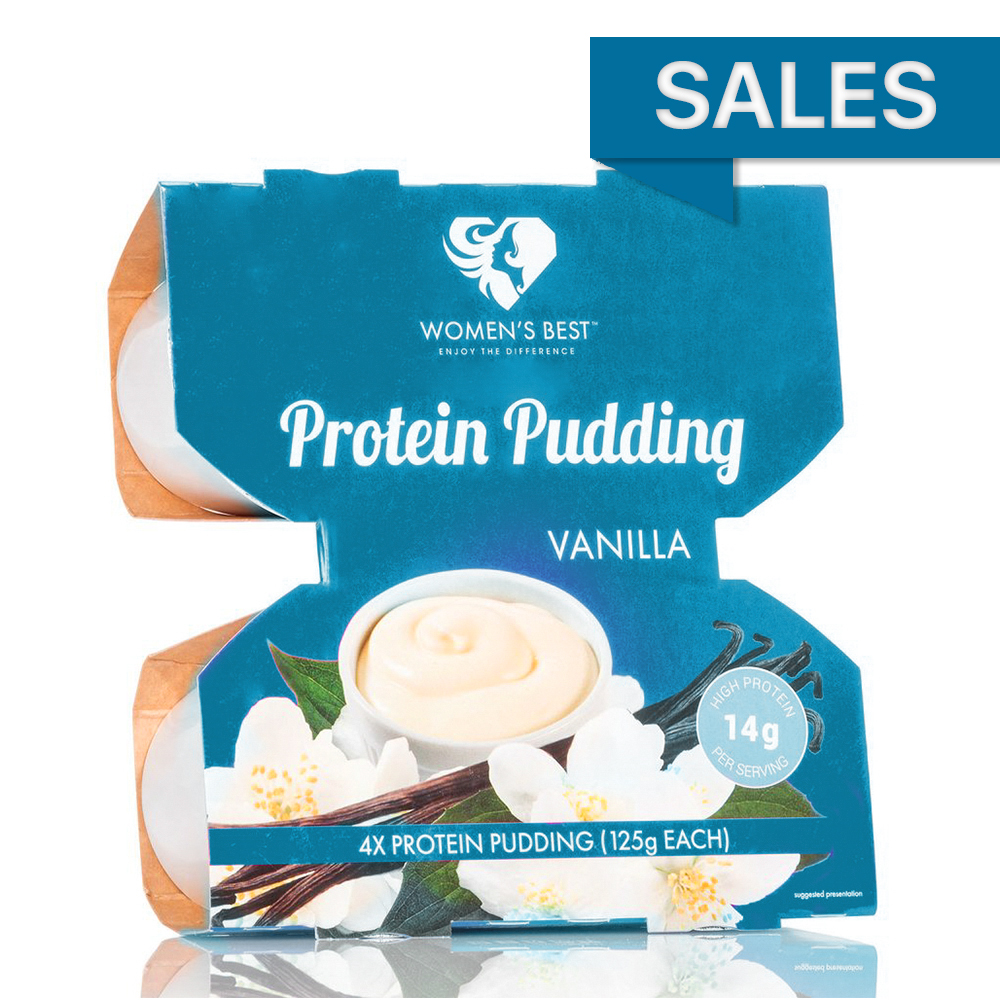 SALES
WOMEN'S BEST™
ENJOY THE DIFFERENCE
Protein Pudding
VANILLA
HIGH PROTEIN
14g
PER SERVING
4X PROTEIN PUDDING (125g EACH)
suggested presentation